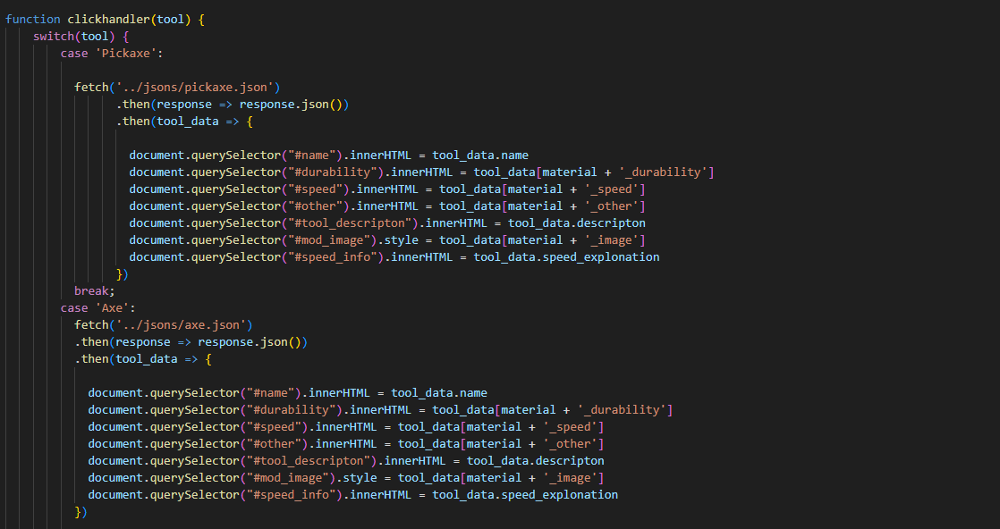 function clickhandler(tool) {
switch(tool) {
case 'Pickaxe':
fetch('../jsons/pickaxe.json')
.then(response => response.json())
.then(tool_data => {
document.querySelector("#name").innerHTML = tool_data.name
document.querySelector("#durability").innerHTML = tool_data[material + '_durability']
document.querySelector("#speed").innerHTML = tool_data[material + '_speed']
document.querySelector("#other").innerHTML = tool_data[material + '_other']
document.querySelector("#tool_descripton").innerHTML = tool_data.descripton
document.querySelector("#mod_image").style = tool_data[material + '_image']
document.querySelector("#speed_info").innerHTML = tool_data.speed_explonation
})
break;
case 'Axe':
fetch('../jsons/axe.json')
.then(response => response.json())
.then(tool_data => {
document.querySelector("#name").innerHTML = tool_data.name
document.querySelector("#durability").innerHTML = tool_data[material + '_durability']
document.querySelector("#speed").innerHTML = tool_data[material + '_speed']
document.querySelector("#other").innerHTML = tool_data[material + '_other']
document.querySelector("#tool_descripton").innerHTML = tool_data.descripton
document.querySelector("#mod_image").style = tool_data[material + '_image']
document.querySelector("#speed_info").innerHTML = tool_data.speed_explonation
})